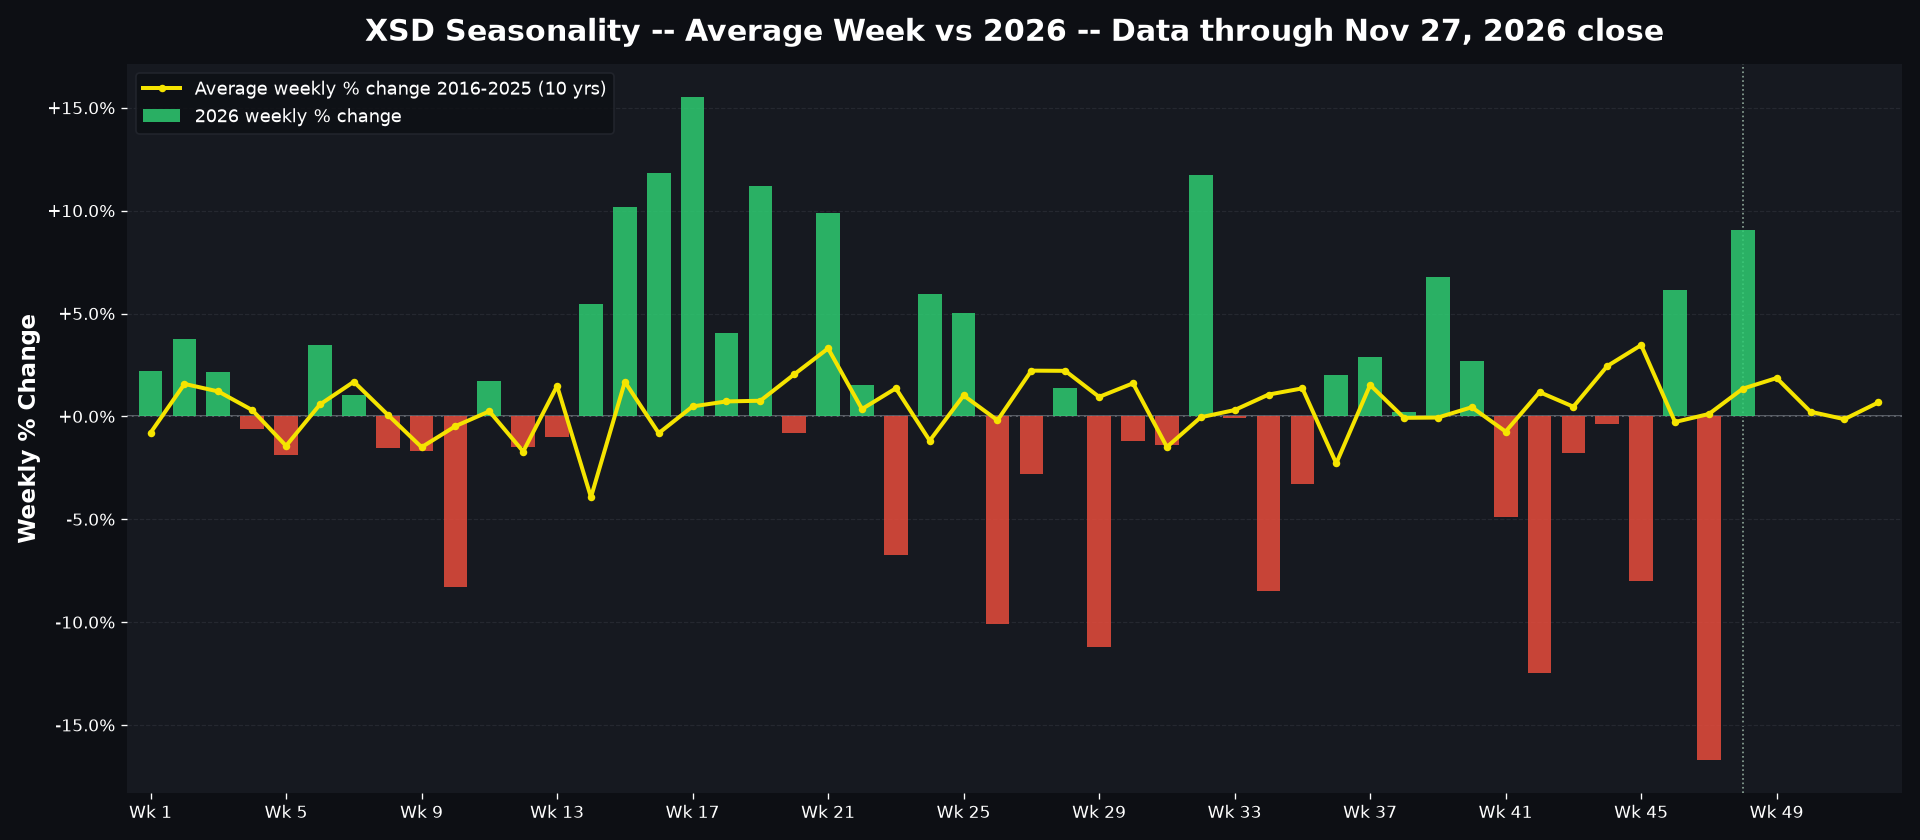 XSD Seasonality -- Average Week vs 2026 -- Data through Nov 27, 2026 close
Average weekly % change 2016-2025 (10 yrs)
2026 weekly % change
Weekly % Change
+15.0%
+10.0%
+5.0%
+0.0%
-5.0%
-10.0%
-15.0%
Wk 1 Wk 5 Wk 9 Wk 13 Wk 17 Wk 21 Wk 25 Wk 29 Wk 33 Wk 37 Wk 41 Wk 45 Wk 49